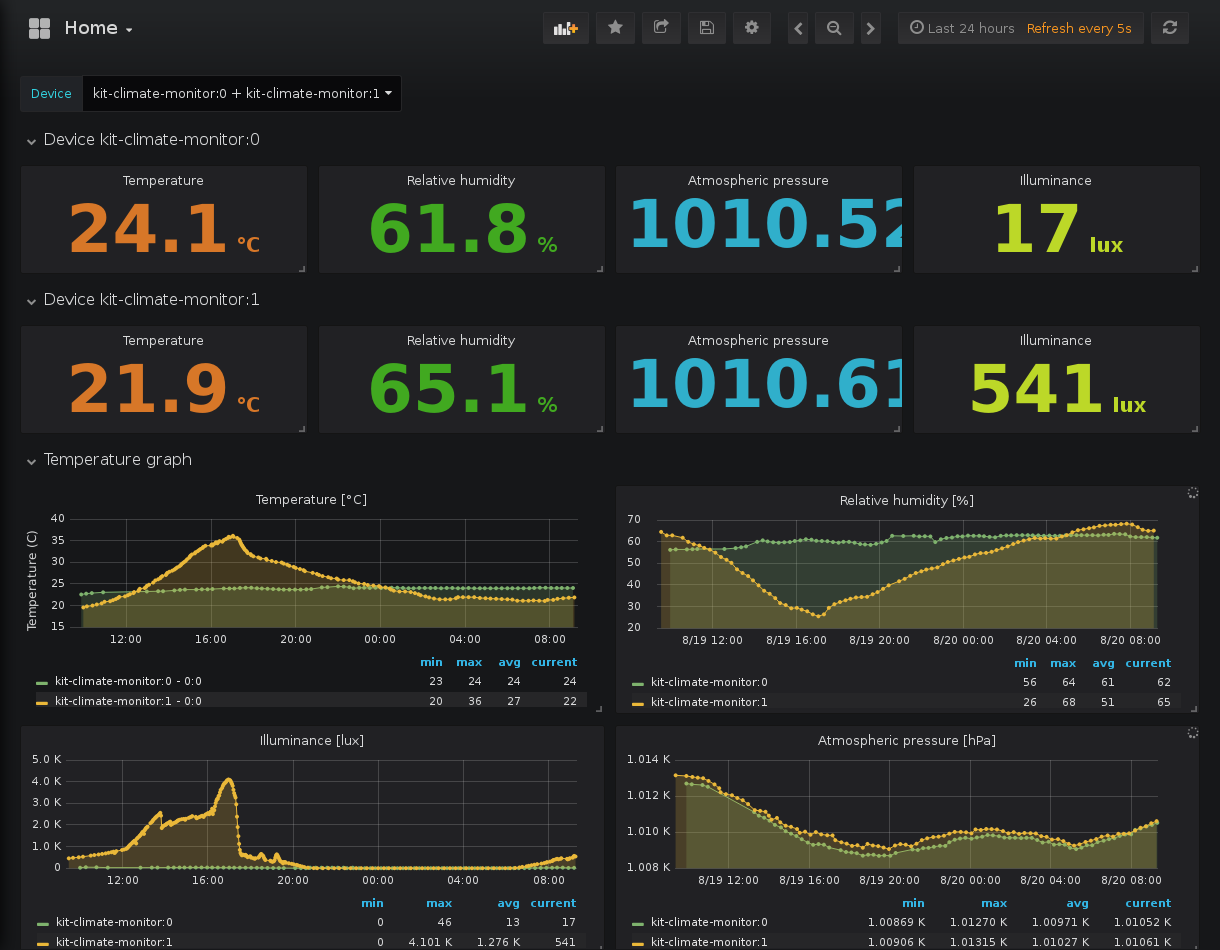 Home
Last 24 hours Refresh every 5s
Device kit-climate-monitor:0 + kit-climate-monitor:1
Device kit-climate-monitor:0
Temperature Relative humidity Atmospheric pressure Illuminance
24.1 °C 61.8 % 1010.52 17 lux
Device kit-climate-monitor:1
Temperature Relative humidity Atmospheric pressure Illuminance
21.9 °C 65.1 % 1010.61 541 lux
Temperature graph
Temperature [°C]
Temperature (C)
40
35
30
25
20
15
12:00 16:00 20:00 00:00 04:00 08:00
min max avg current
kit-climate-monitor:0 - 0:0 23 24 24 24
kit-climate-monitor:1 - 0:0 20 36 27 22
Relative humidity [%]
70
60
50
40
30
20
8/19 12:00 8/19 16:00 8/19 20:00 8/20 00:00 8/20 04:00 8/20 08:00
min max avg current
kit-climate-monitor:0 56 64 61 62
kit-climate-monitor:1 26 68 51 65
Illuminance [lux]
5.0 K
4.0 K
3.0 K
2.0 K
1.0 K
0
12:00 16:00 20:00 00:00 04:00 08:00
min max avg current
kit-climate-monitor:0 0 46 13 17
kit-climate-monitor:1 0 4.101 K 1.276 K 541
Atmospheric pressure [hPa]
1.014 K
1.012 K
1.010 K
1.008 K
8/19 12:00 8/19 16:00 8/19 20:00 8/20 00:00 8/20 04:00 8/20 08:00
min max avg current
kit-climate-monitor:0 1.00869 K 1.01270 K 1.00971 K 1.01052 K
kit-climate-monitor:1 1.00906 K 1.01315 K 1.01027 K 1.01061 K